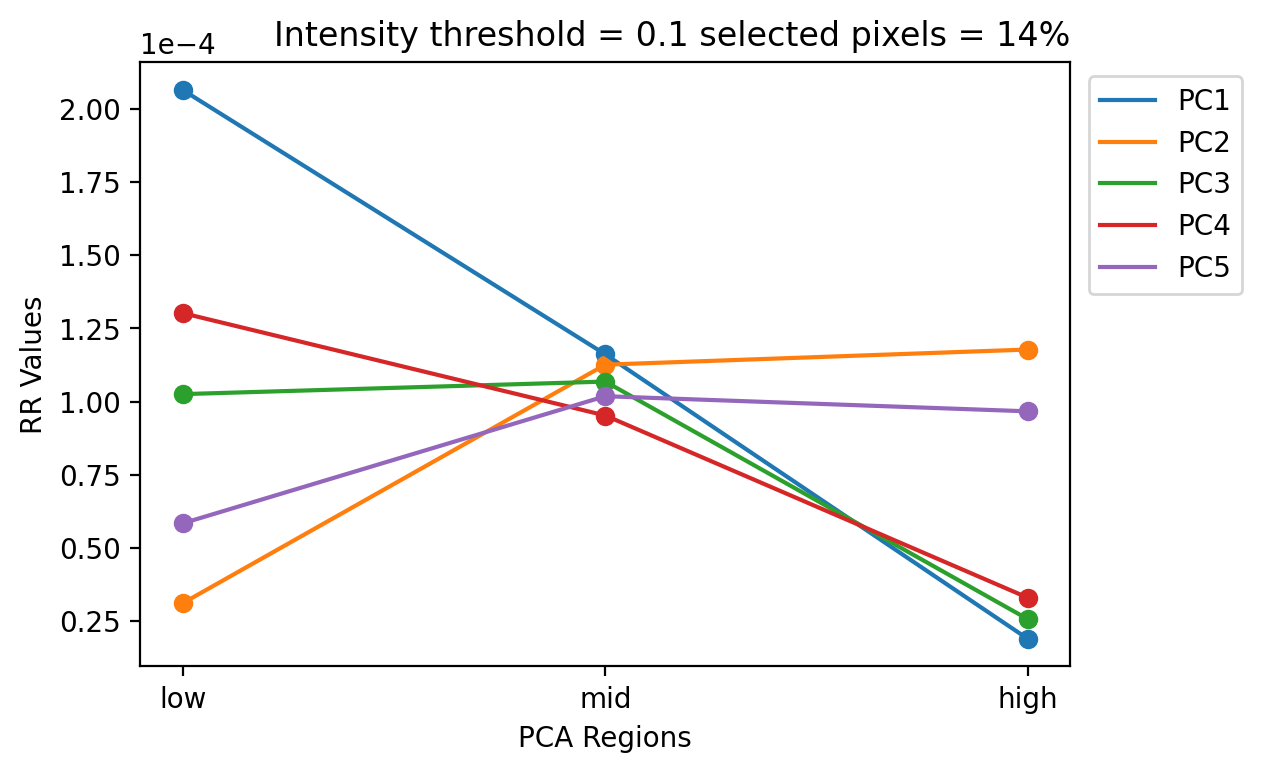 Intensity threshold = 0.1 selected pixels = 14%
1e−4
2.00
1.75
1.50
1.25
1.00
0.75
0.50
0.25
RR Values
low
mid
high
PCA Regions
PC1
PC2
PC3
PC4
PC5